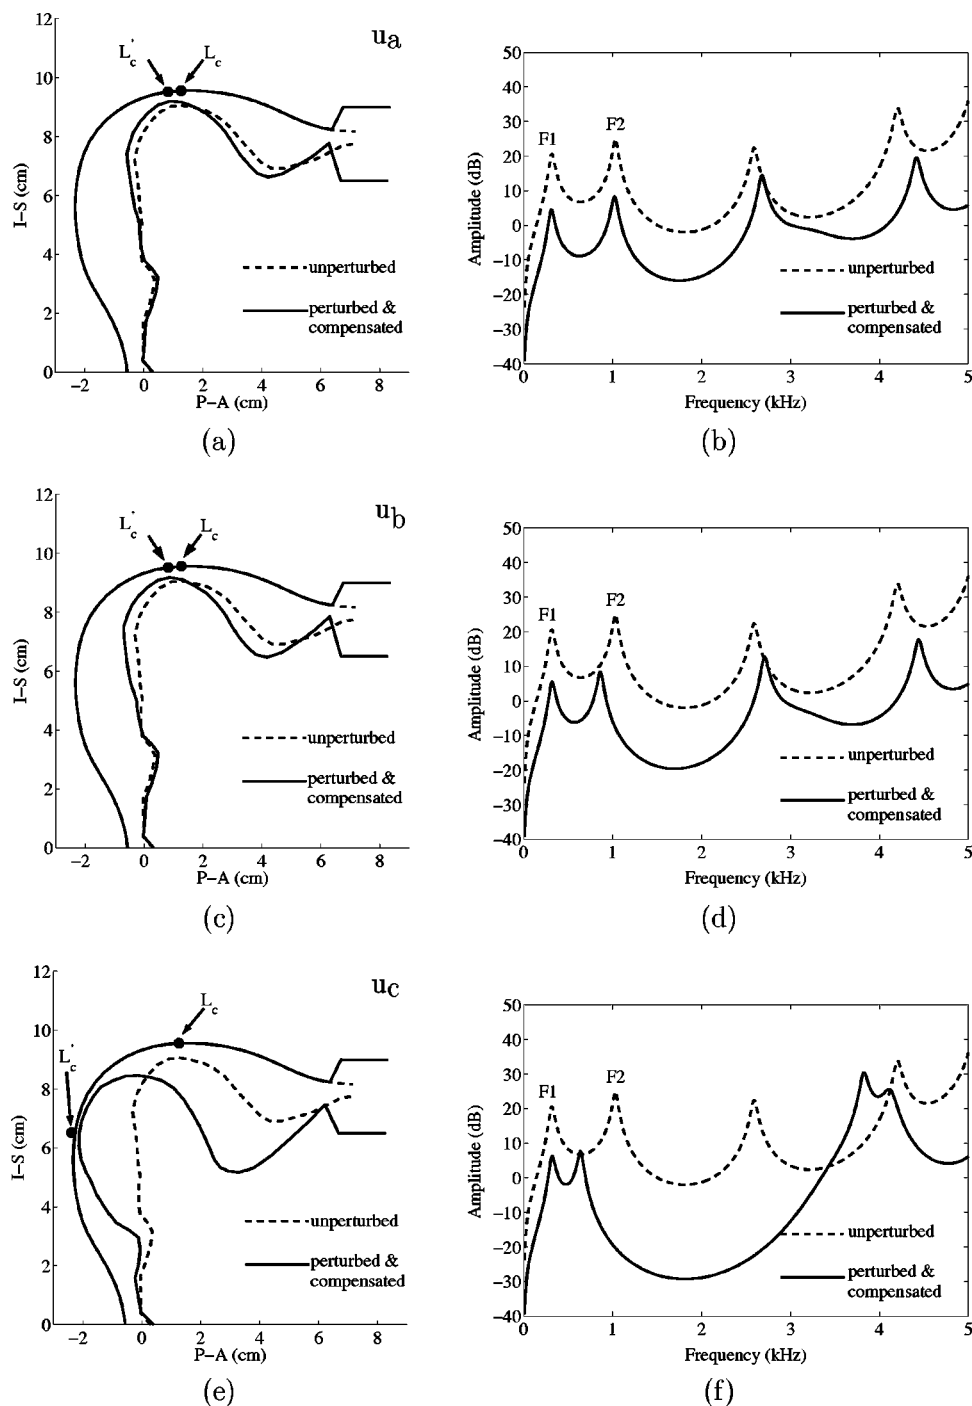 12
10
8
6
4
2
0
−2 0 2 4 6 8
I−S (cm)
P−A (cm)
L*c
Lc
ua
unperturbed
perturbed &
compensated
(a)
50
40
30
20
10
0
−10
−20
−30
−40
0 1 2 3 4 5
Amplitude (dB)
Frequency (kHz)
F1
F2
unperturbed
perturbed &
compensated
(b)
12
10
8
6
4
2
0
−2 0 2 4 6 8
I−S (cm)
P−A (cm)
L*c
Lc
ub
unperturbed
perturbed &
compensated
(c)
50
40
30
20
10
0
−10
−20
−30
−40
0 1 2 3 4 5
Amplitude (dB)
Frequency (kHz)
F1
F2
unperturbed
perturbed &
compensated
(d)
12
10
8
6
4
2
0
−2 0 2 4 6 8
I−S (cm)
P−A (cm)
L*c
Lc
uc
unperturbed
perturbed &
compensated
(e)
50
40
30
20
10
0
−10
−20
−30
−40
0 1 2 3 4 5
Amplitude (dB)
Frequency (kHz)
F1
F2
unperturbed
perturbed &
compensated
(f)